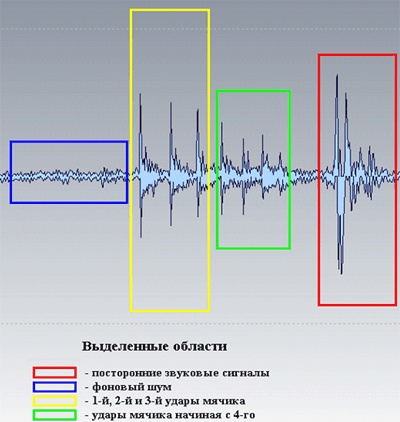 Выделенные области
- посторонние звуковые сигналы
- фоновый шум
- 1-й, 2-й и 3-й удары мячика
- удары мячика начиная с 4-го